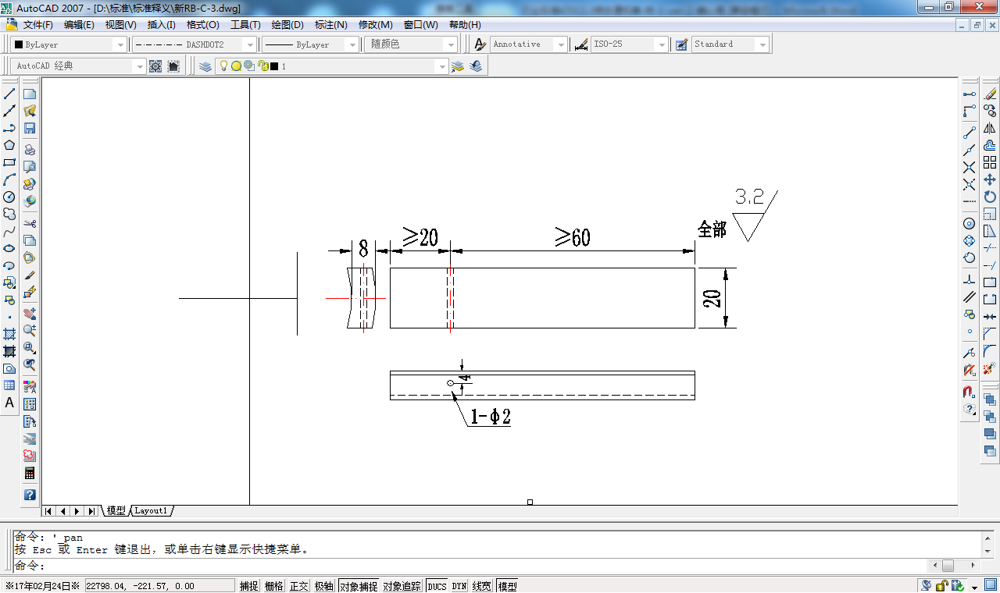 AutoCAD 2007 - [D:\标准\标准释义\新RB-C-3.dwg]
文件(F) 编辑(E) 视图(V) 插入(I) 格式(O) 工具(T) 绘图(D) 标注(N) 修改(M) 窗口(W) 帮助(H)
ByLayer DASHDOT2 ByLayer 随颜色 Annotative ISO-25 Standard
AutoCAD 经典 1
3.2
全部
8 ≥20 ≥60
20
4
1-ϕ2
A
模型 Layout1
命令: '_pan
按 Esc 或 Enter 键退出，或单击右键显示快捷菜单。
命令:
※17年02月24日※ 22798.04, -221.57, 0.00 捕捉 栅格 正交 极轴 对象捕捉 对象追踪 DUCS DYN 线宽 模型